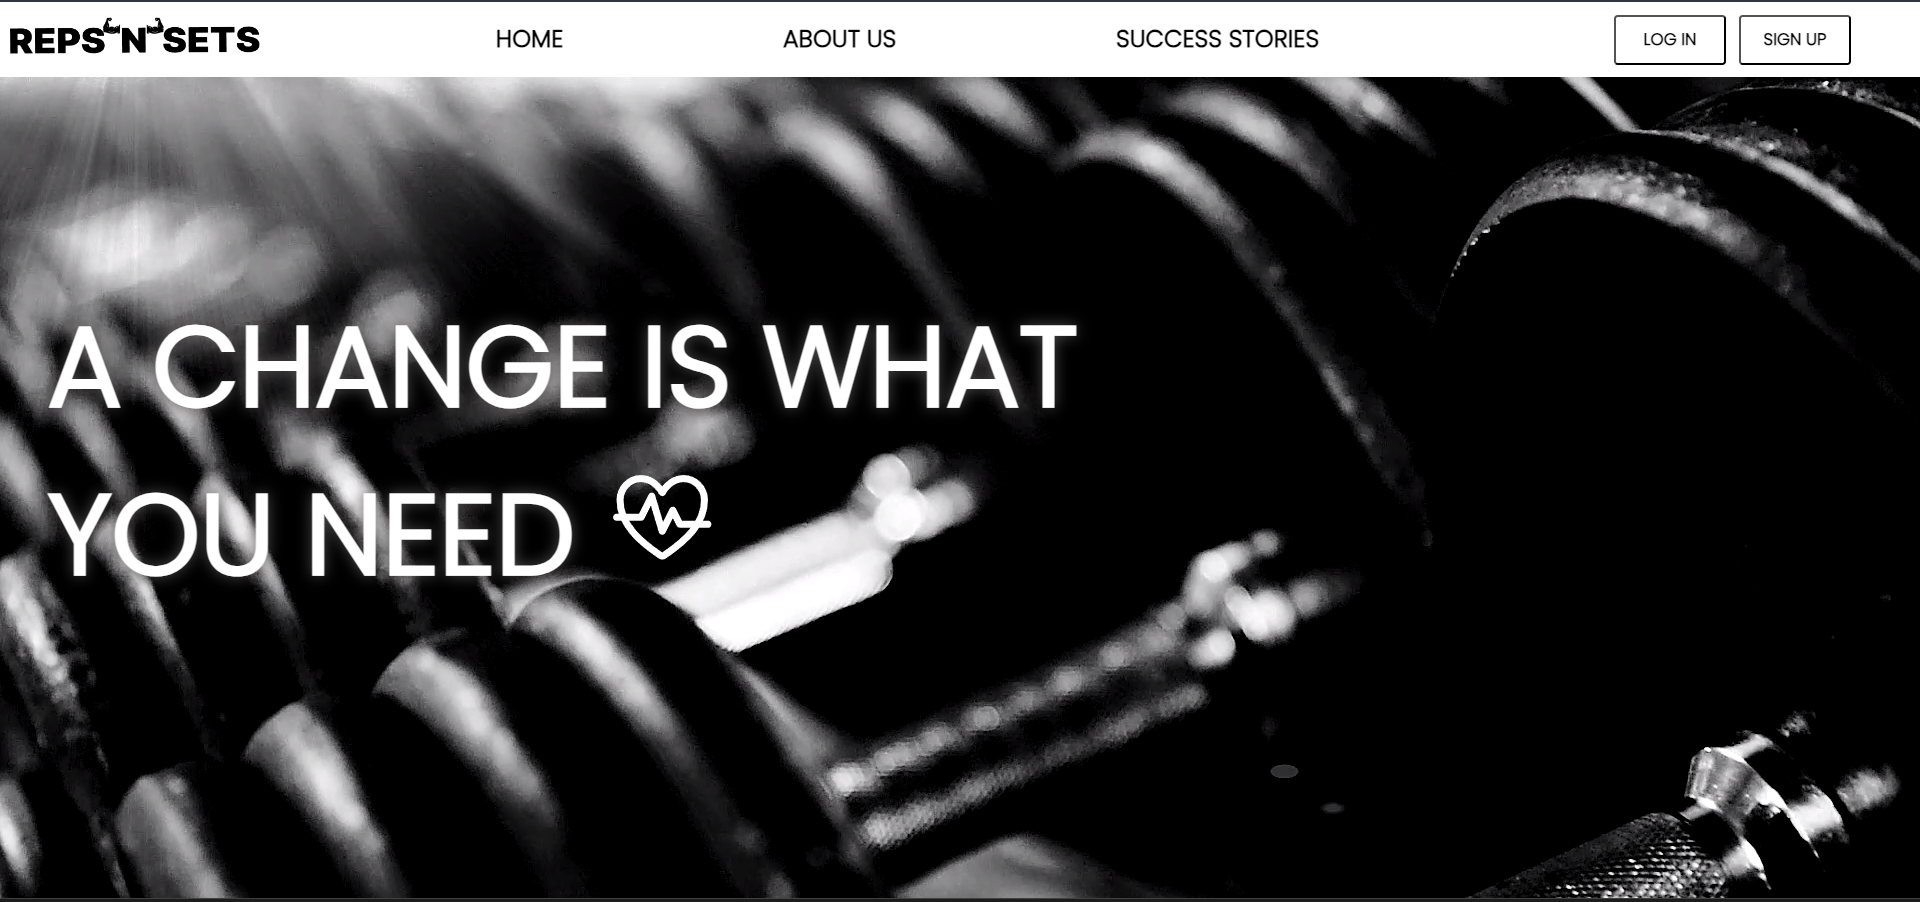 REPS'N'SETS
HOME
ABOUT US
SUCCESS STORIES
LOG IN
SIGN UP
A CHANGE IS WHAT
YOU NEED